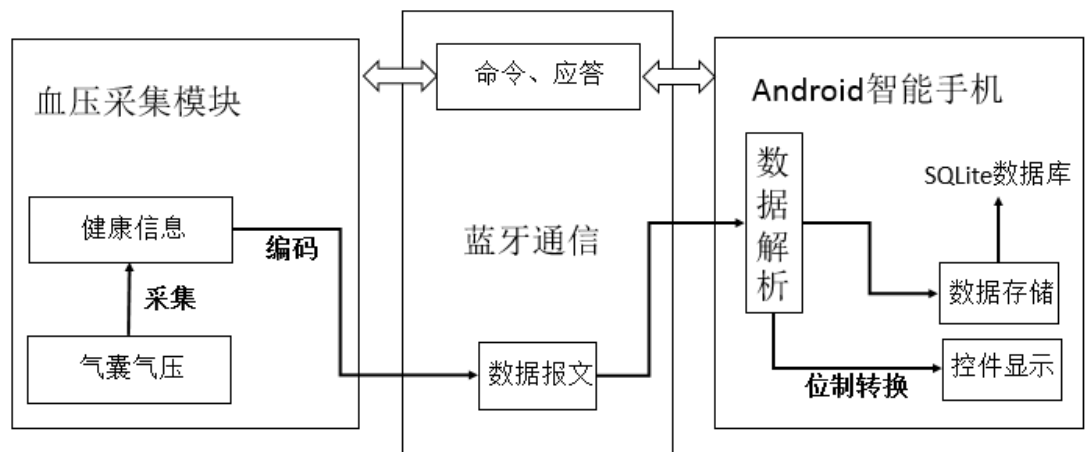 血压采集模块
健康信息
编码
采集
气囊气压
命令、应答
蓝牙通信
数据报文
Android智能手机
数据解析
SQLite数据库
数据存储
控件显示
位制转换